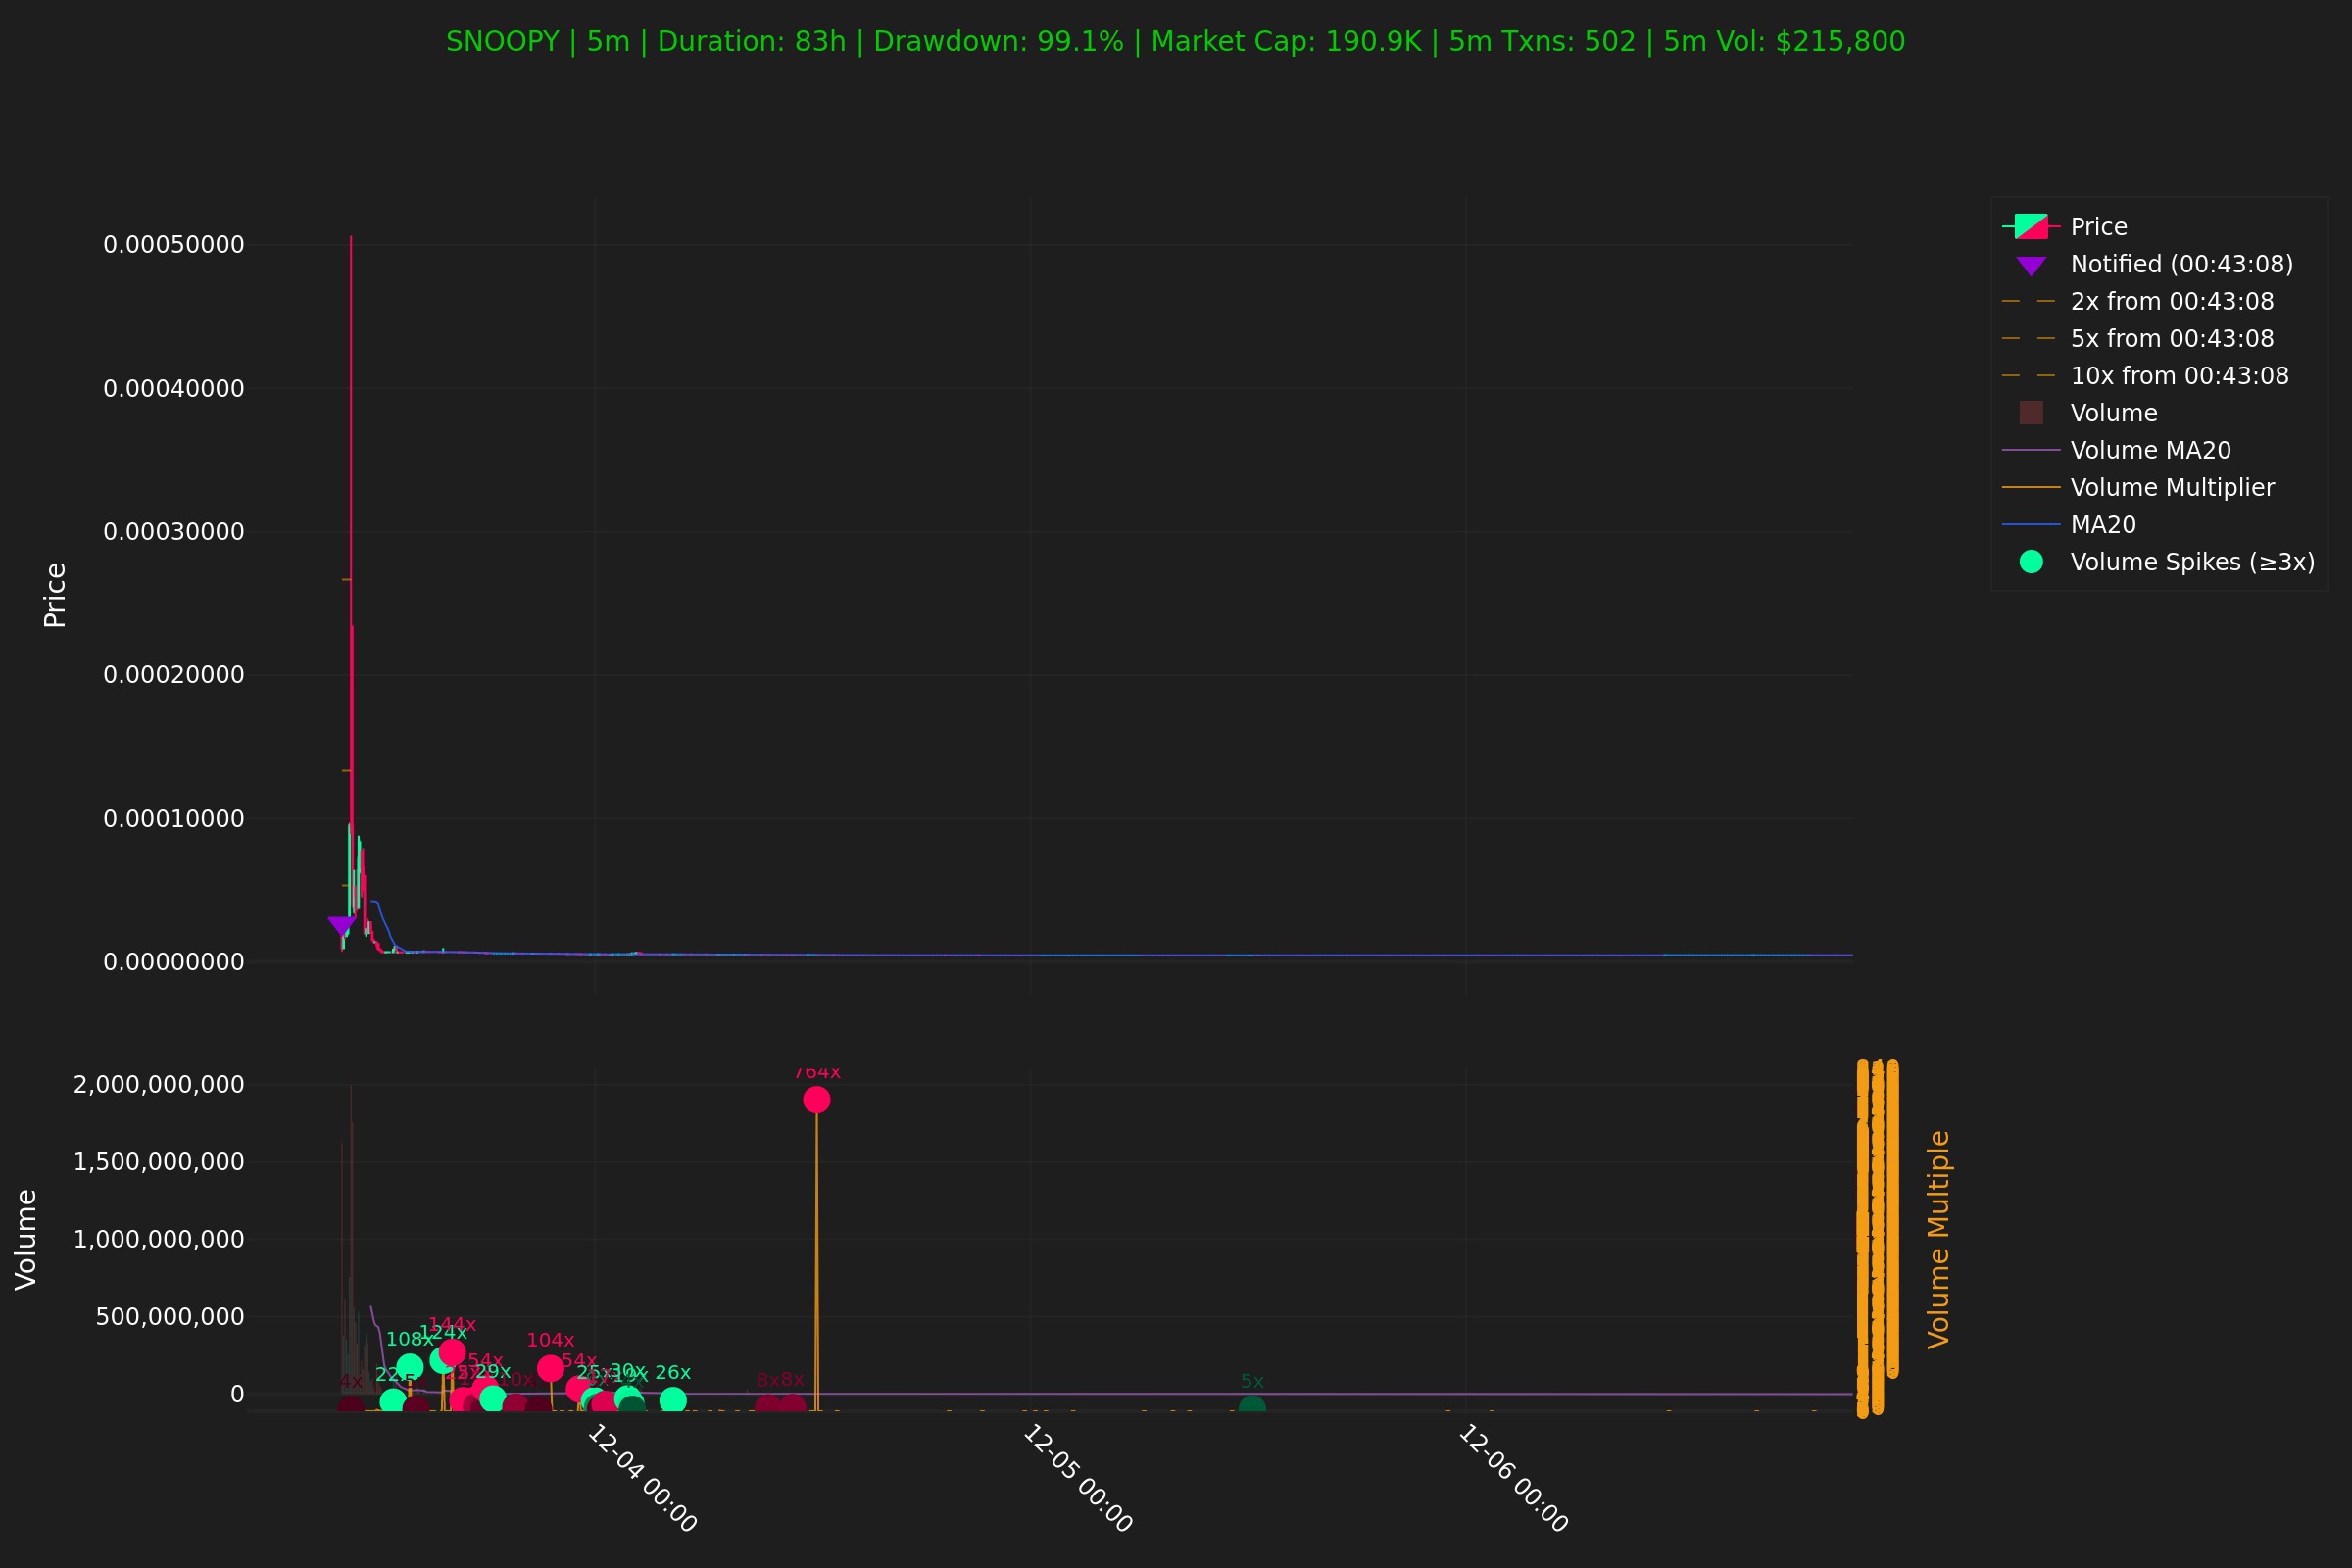 SNOOPY | 5m | Duration: 83h | Drawdown: 99.1% | Market Cap: 190.9K | 5m Txns: 502 | 5m Vol: $215,800
Price
0.00050000
0.00040000
0.00030000
0.00020000
0.00010000
0.00000000
Price
Notified (00:43:08)
2x from 00:43:08
5x from 00:43:08
10x from 00:43:08
Volume
Volume MA20
Volume Multiplier
MA20
Volume Spikes (≥3x)
Volume
2,000,000,000
1,500,000,000
1,000,000,000
500,000,000
0
764x
144x
124x
108x
104x
54x
54x
29x
30x
26x
8x
8x
5x
4x
12-04 00:00
12-05 00:00
12-06 00:00
Volume Multiple